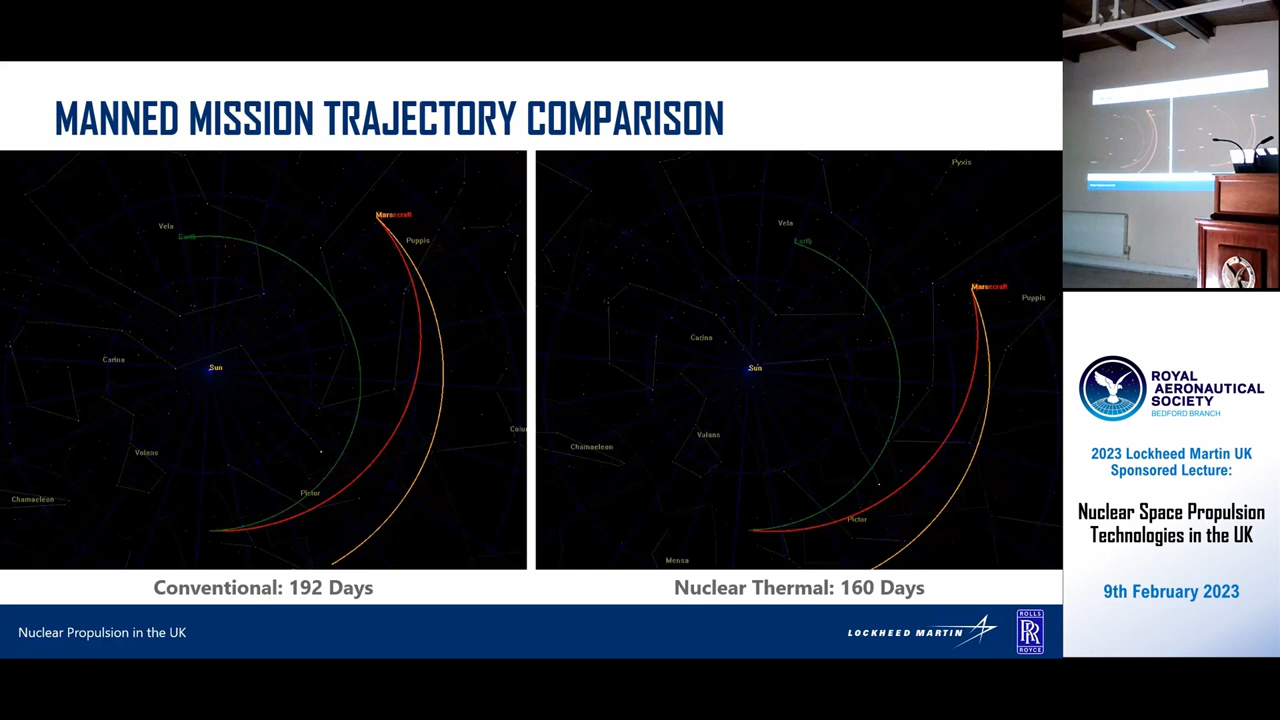 MANNED MISSION TRAJECTORY COMPARISON
Vela
Earth
Marscraft
Puppis
Carina
Sun
Volans
Pictor
Chamaeleon
Pyxis
Vela
Earth
Marscraft
Puppis
Carina
Sun
Volans
Chamaeleon
Pictor
Mensa
Conventional: 192 Days
Nuclear Thermal: 160 Days
Nuclear Propulsion in the UK
LOCKHEED MARTIN
ROLLS
RR
ROYCE
ROYAL
AERONAUTICAL
SOCIETY
BEDFORD BRANCH
2023 Lockheed Martin UK
Sponsored Lecture:
Nuclear Space Propulsion
Technologies in the UK
9th February 2023